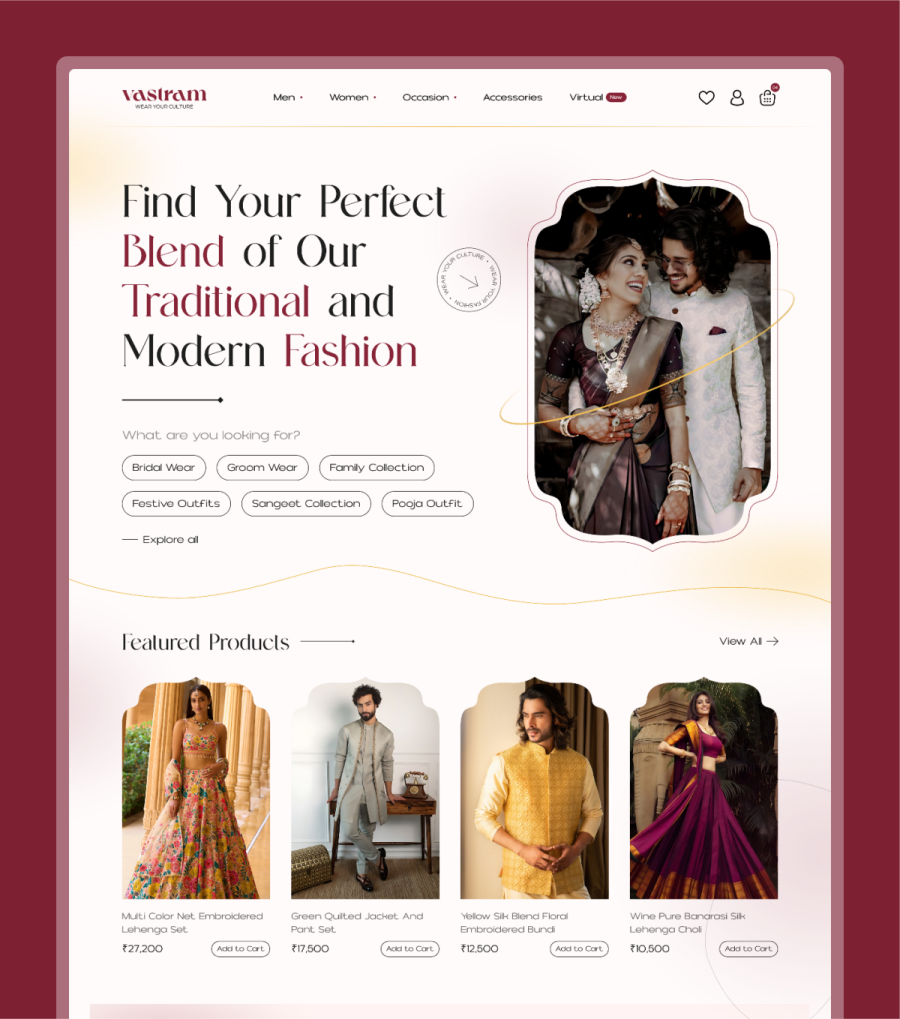 vastram
WEAR YOUR CULTURE
Men
Women
Occasion
Accessories
Virtual
New
Find Your Perfect
Blend of Our
Traditional and
Modern Fashion
WEAR YOUR CULTURE • WEAR YOUR FASHION •
What are you looking for?
Bridal Wear
Groom Wear
Family Collection
Festive Outfits
Sangeet Collection
Pooja Outfit
Explore all
Featured Products
View All
Multi Color Net Embroidered
Lehenga Set
₹27,200
Add to Cart
Green Quilted Jacket And
Pant Set
₹17,500
Add to Cart
Yellow Silk Blend Floral
Embroidered Bundi
₹12,500
Add to Cart
Wine Pure Banarasi Silk
Lehenga Choli
₹10,500
Add to Cart